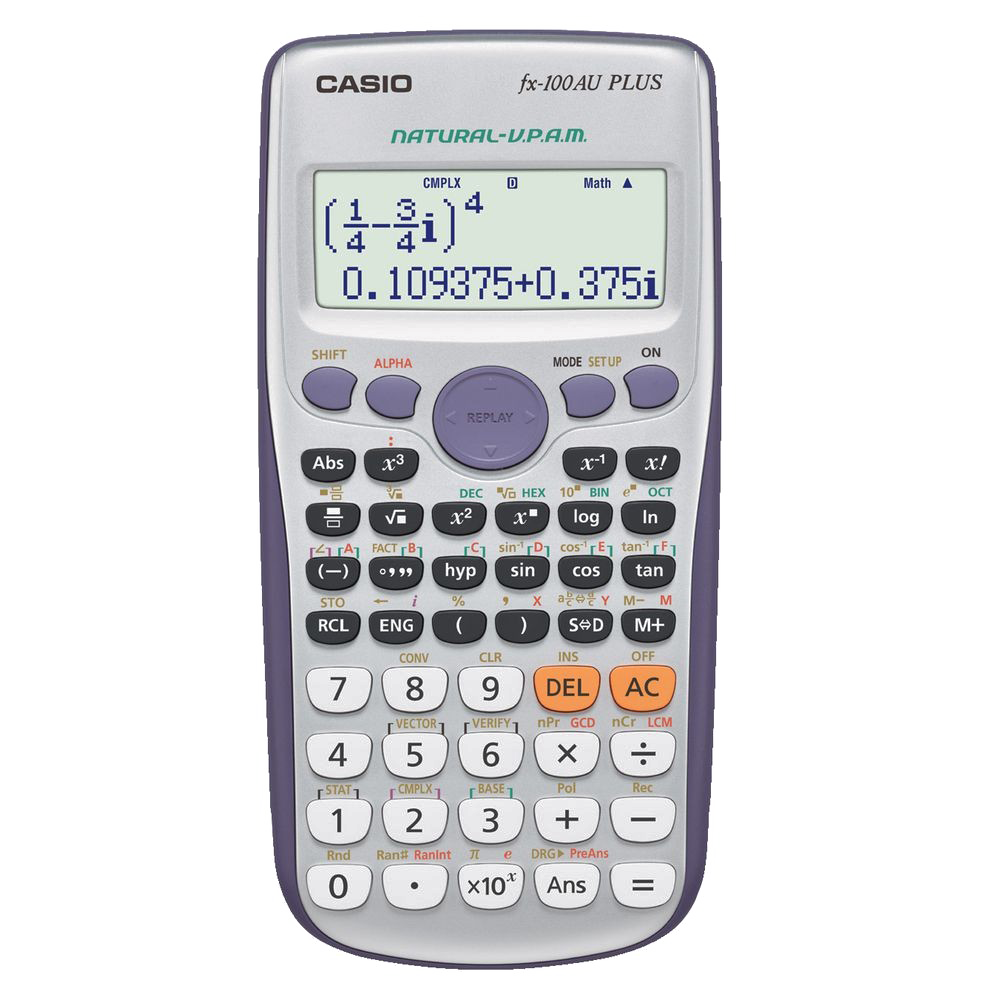 CASIO fx-100AU PLUS
NATURAL-V.P.A.M.
CMPLX D Math ▲
(1/4-3/4i)^4
0.109375+0.375i
SHIFT ALPHA MODE SETUP ON
REPLAY
:
Abs x³ x⁻¹ x!
³√■ DEC ■√□ HEX 10■ BIN e■ OCT
√■ x² x■ log ln
∠ A FACT B C sin⁻¹ D cos⁻¹ E tan⁻¹ F
(−) °,,, hyp sin cos tan
STO ← i % , X a b/c⇔d/c Y M− M
RCL ENG ( ) S⇔D M+
CONV CLR INS OFF
7 8 9 DEL AC
VECTOR VERIFY nPr GCD nCr LCM
4 5 6 × ÷
STAT CMPLX BASE Pol Rec
1 2 3 + −
Rnd Ran# RanInt π e DRG▶ PreAns
0 . ×10ˣ Ans =